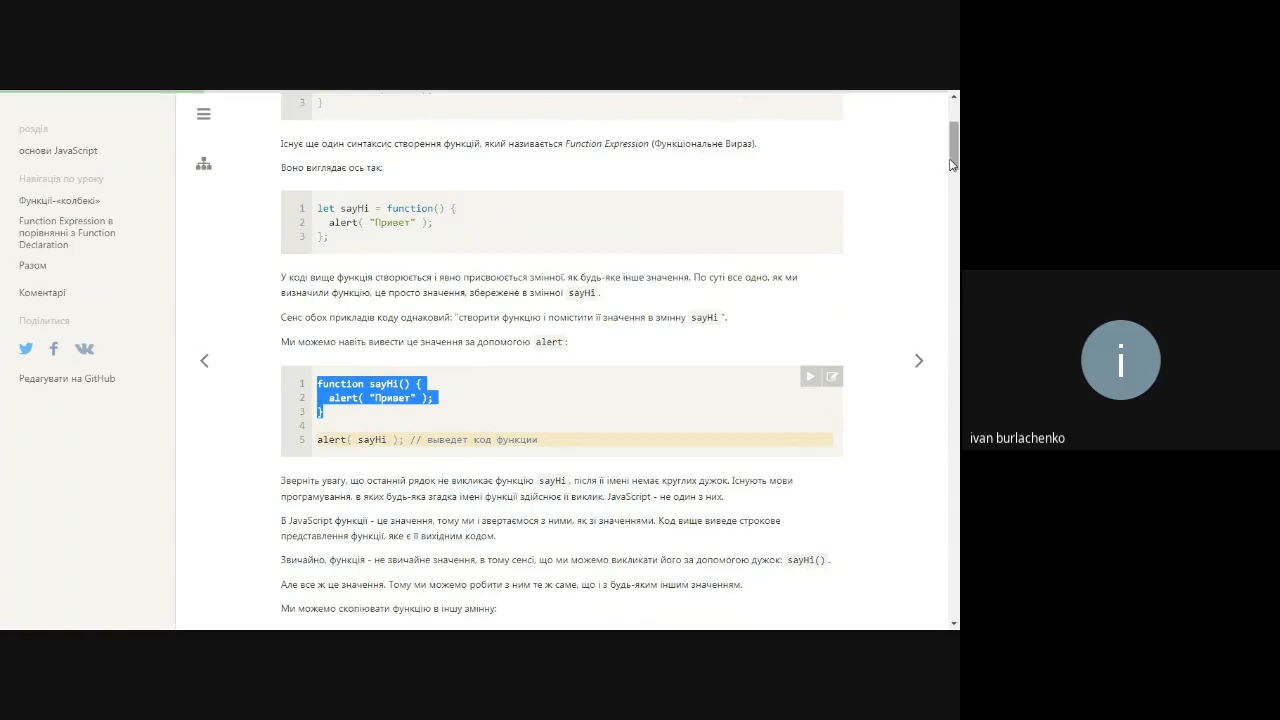 розділ
основи JavaScript
Навігація по уроку
Функції-«колбекі»
Function Expression в
порівнянні з Function
Declaration
Разом
Коментарі
Поділитися
Редагувати на GitHub
3 }
Існує ще один синтаксис створення функцій, який називається Function Expression (Функціональне Вираз).
Воно виглядає ось так:
1 let sayHi = function() {
2 alert( "Привет" );
3 };
У коді вище функція створюється і явно присвоюється змінної, як будь-яке інше значення. По суті все одно, як ми
визначили функцію, це просто значення, збережене в змінної sayHi.
Сенс обох прикладів коду однаковий: "створити функцію і помістити її значення в змінну sayHi".
Ми можемо навіть вивести це значення за допомогою alert:
1 function sayHi() {
2 alert( "Привет" );
3 }
4
5 alert( sayHi ); // выведет код функции
Зверніть увагу, що останній рядок не викликає функцію sayHi, після її імені немає круглих дужок. Існують мови
програмування, в яких будь-яка згадка імені функції здійснює її виклик. JavaScript - не один з них.
В JavaScript функції - це значення, тому ми і звертаємося з ними, як зі значеннями. Код вище виведе строкове
представлення функції, яке є її вихідним кодом.
Звичайно, функція - не звичайне значення, в тому сенсі, що ми можемо викликати його за допомогою дужок: sayHi().
Але все ж це значення. Тому ми можемо робити з ним те ж саме, що і з будь-яким іншим значенням.
Ми можемо скопіювати функцію в іншу змінну:
i
ivan burlachenko